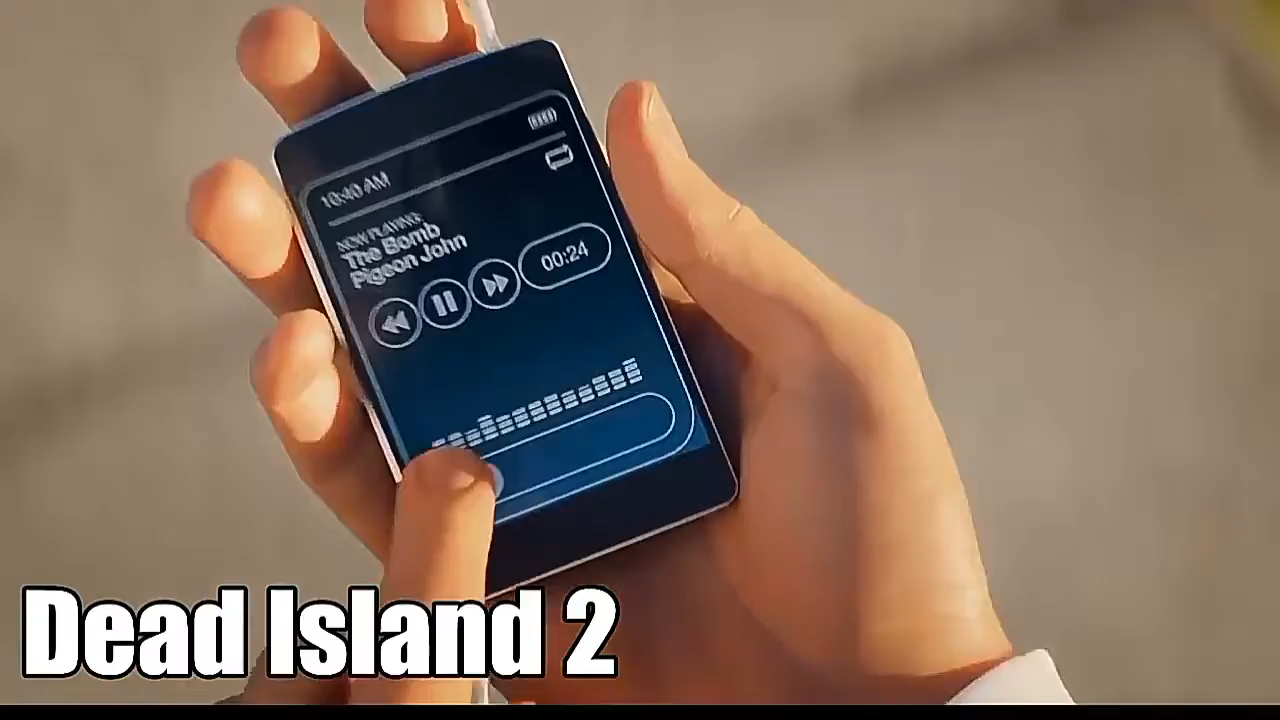 10:40 AM
NOW PLAYING:
The Bomb
Pigeon John
00:24
Dead Island 2